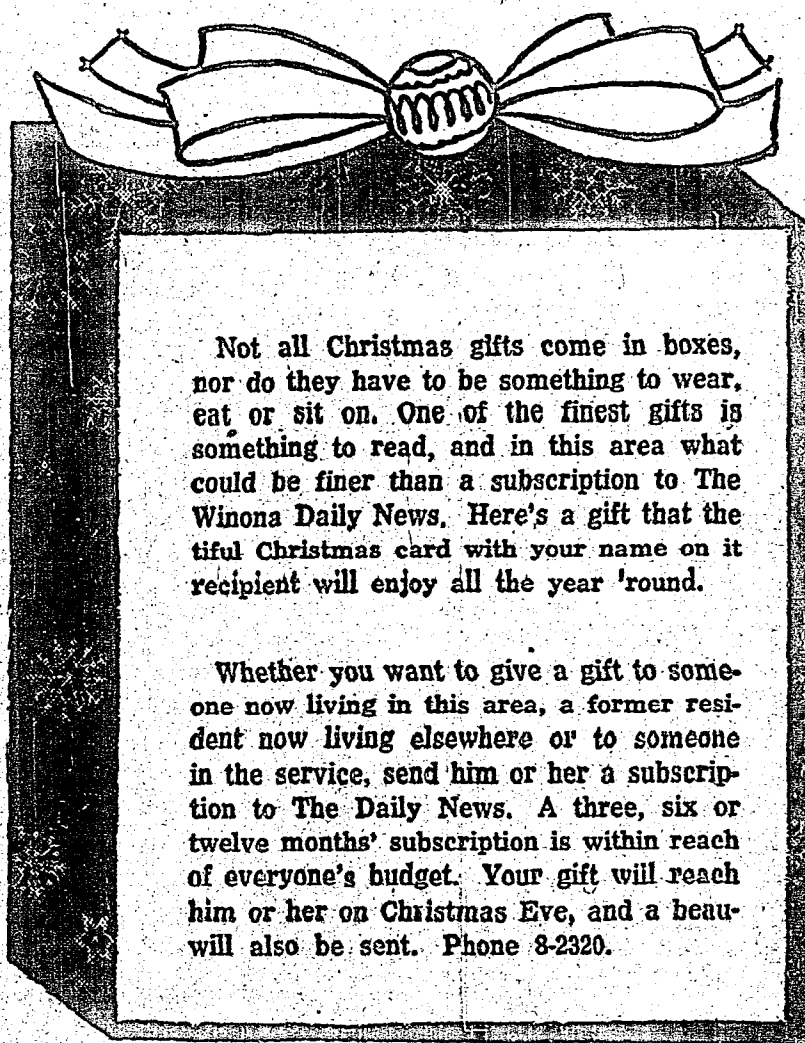 Not all Christmas gifts come in boxes,
nor do they have to be something to wear,
eat or sit on. One of the finest gifts is
something to read, and in this area what
could be finer than a subscription to The
Winona Daily News. Here's a gift that the
tiful Christmas card with your name on it
recipient will enjoy all the year 'round.

Whether you want to give a gift to some-
one now living in this area, a former resi-
dent now living elsewhere or to someone
in the service, send him or her a subscrip-
tion to The Daily News. A three, six or
twelve months' subscription is within reach
of everyone's budget. Your gift will reach
him or her on Christmas Eve, and a beau-
will also be sent. Phone 8-2320.